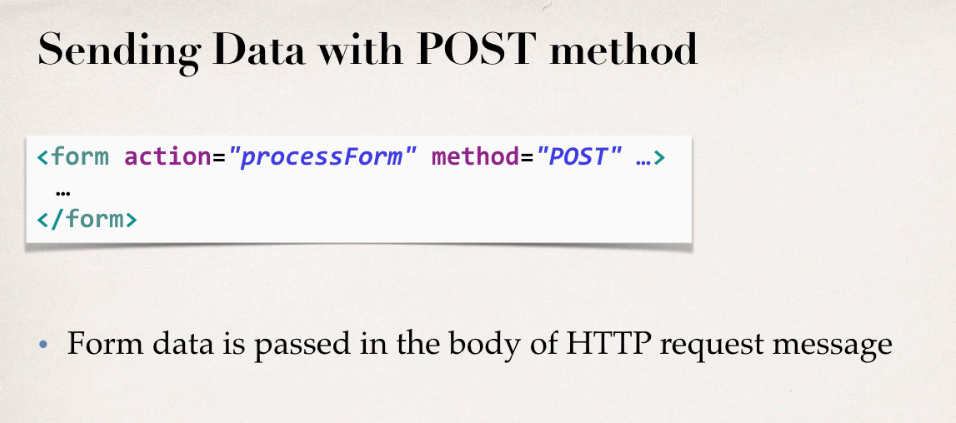 Sending Data with POST method
<form action="processForm" method="POST" …>
…
</form>
• Form data is passed in the body of HTTP request message